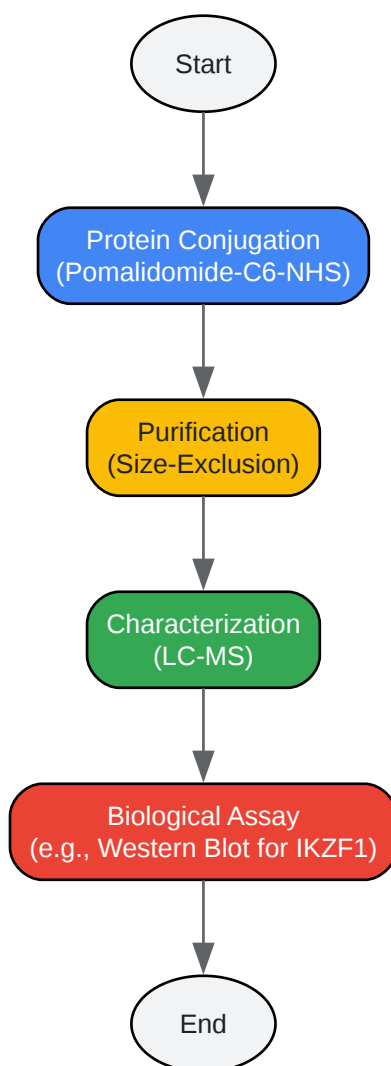 Start
Protein Conjugation
(Pomalidomide-C6-NHS)
Purification
(Size-Exclusion)
Characterization
(LC-MS)
Biological Assay
(e.g., Western Blot for IKZF1)
End